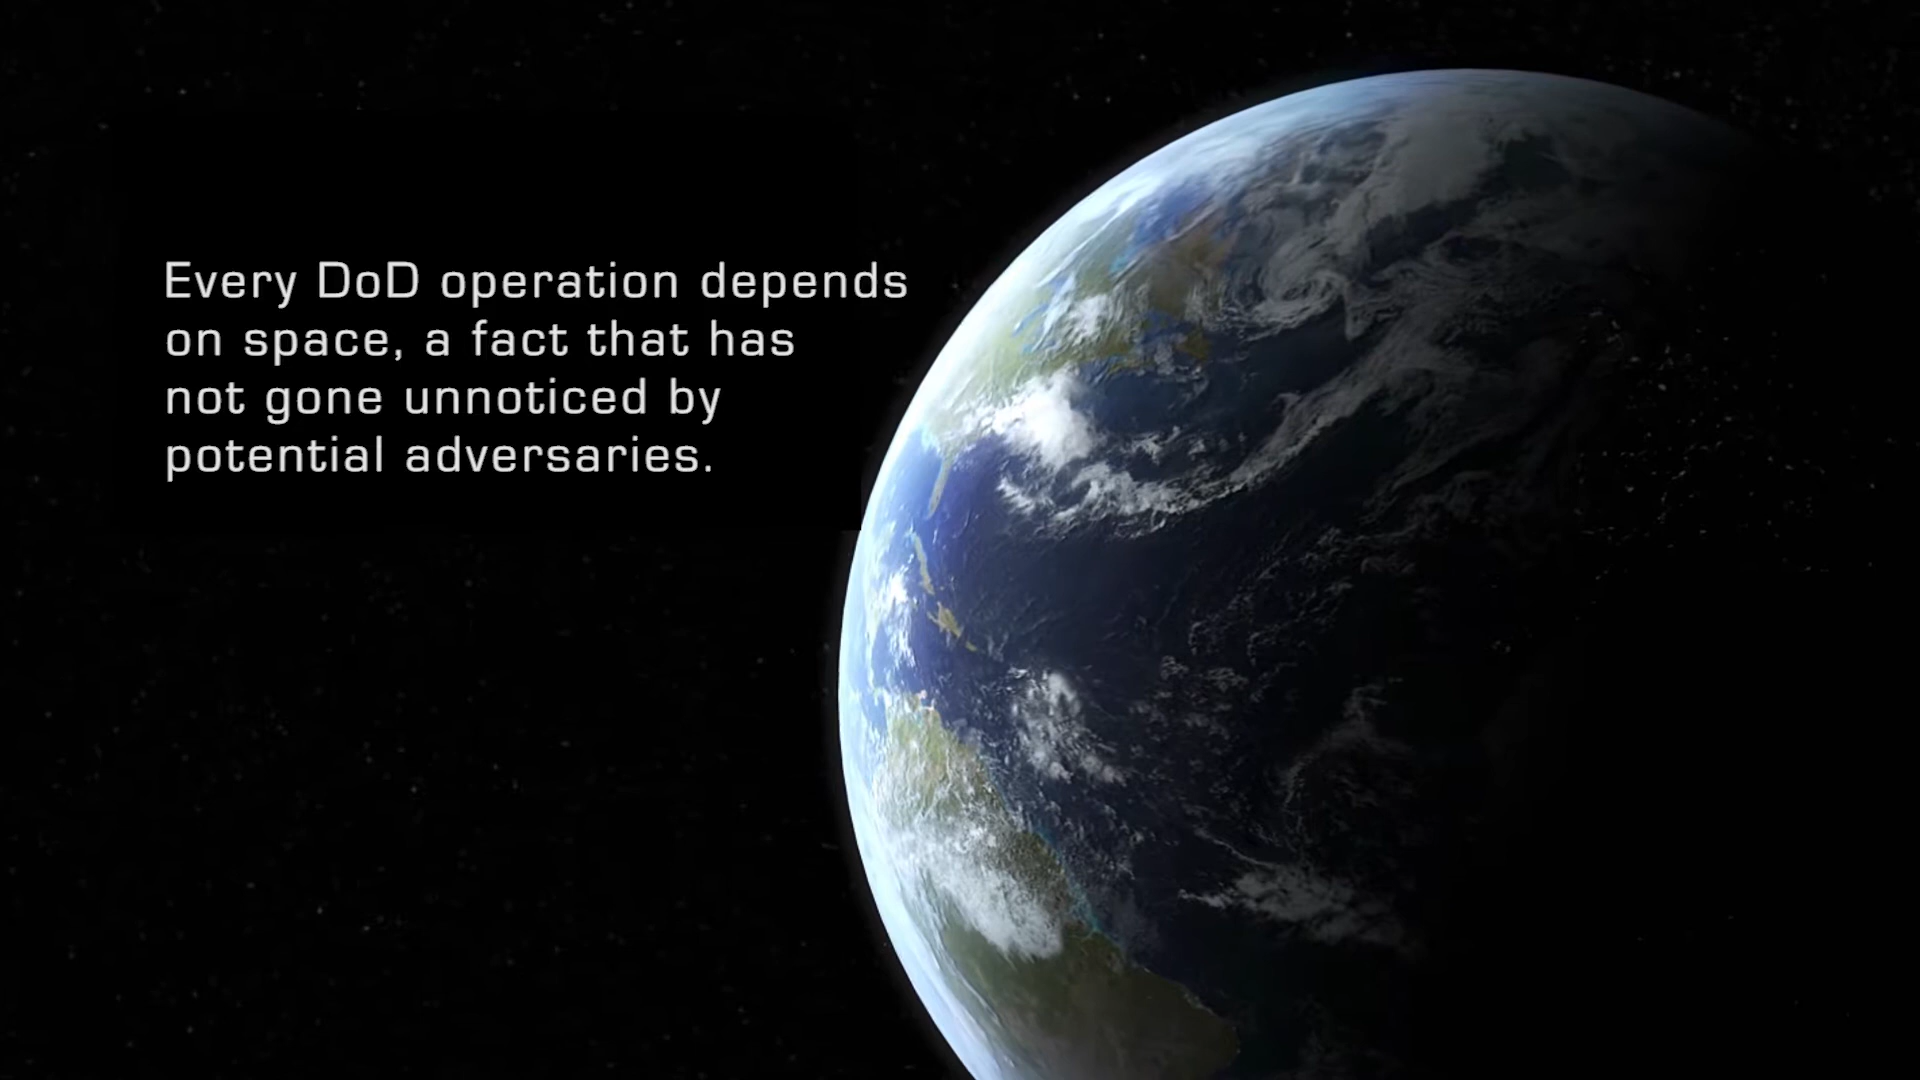 Every DoD operation depends
on space, a fact that has
not gone unnoticed by
potential adversaries.